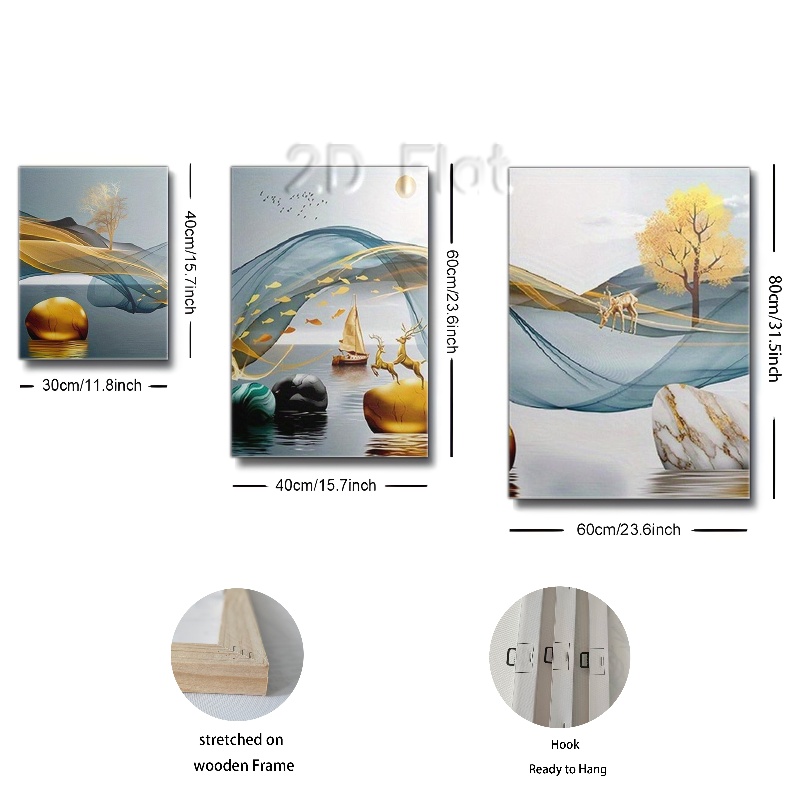 2D Flat
40cm/15.7inch
30cm/11.8inch
60cm/23.6inch
40cm/15.7inch
80cm/31.5inch
60cm/23.6inch
stretched on
wooden Frame
Hook
Ready to Hang